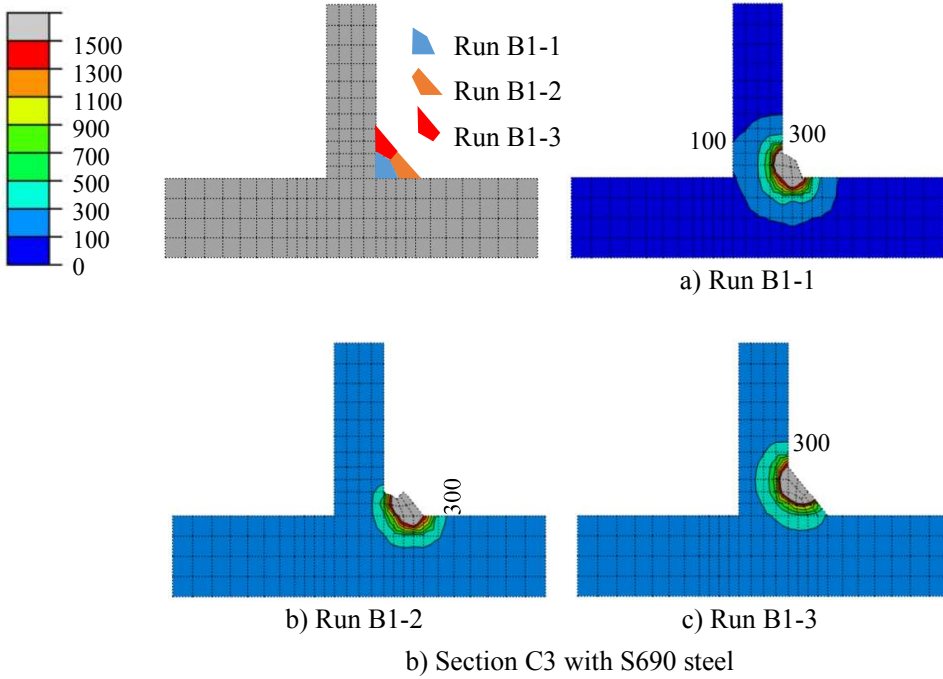 1500
1300
1100
900
700
500
300
100
0
Run B1-1
Run B1-2
Run B1-3
100
300
a) Run B1-1
300
b) Run B1-2
300
c) Run B1-3
b) Section C3 with S690 steel